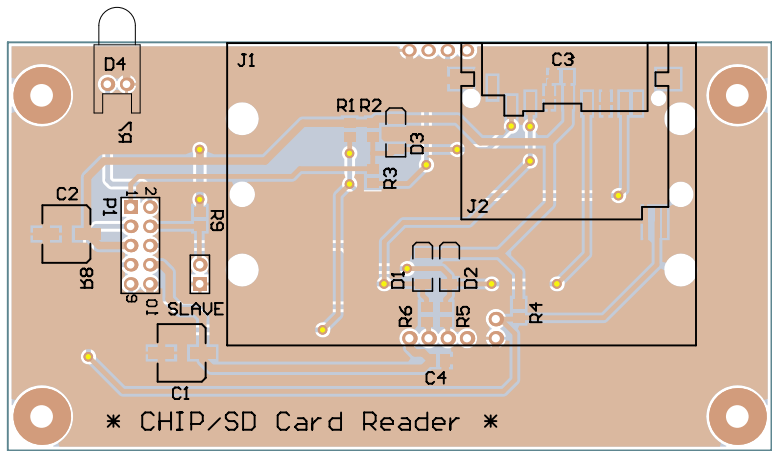 D4
J1
C3
R7
R1 R2
D3
R3
C2
P1
1
2
R9
J2
R8
9
10
SLAVE
D1
D2
R6
R5
R4
C4
C1
* CHIP/SD Card Reader *